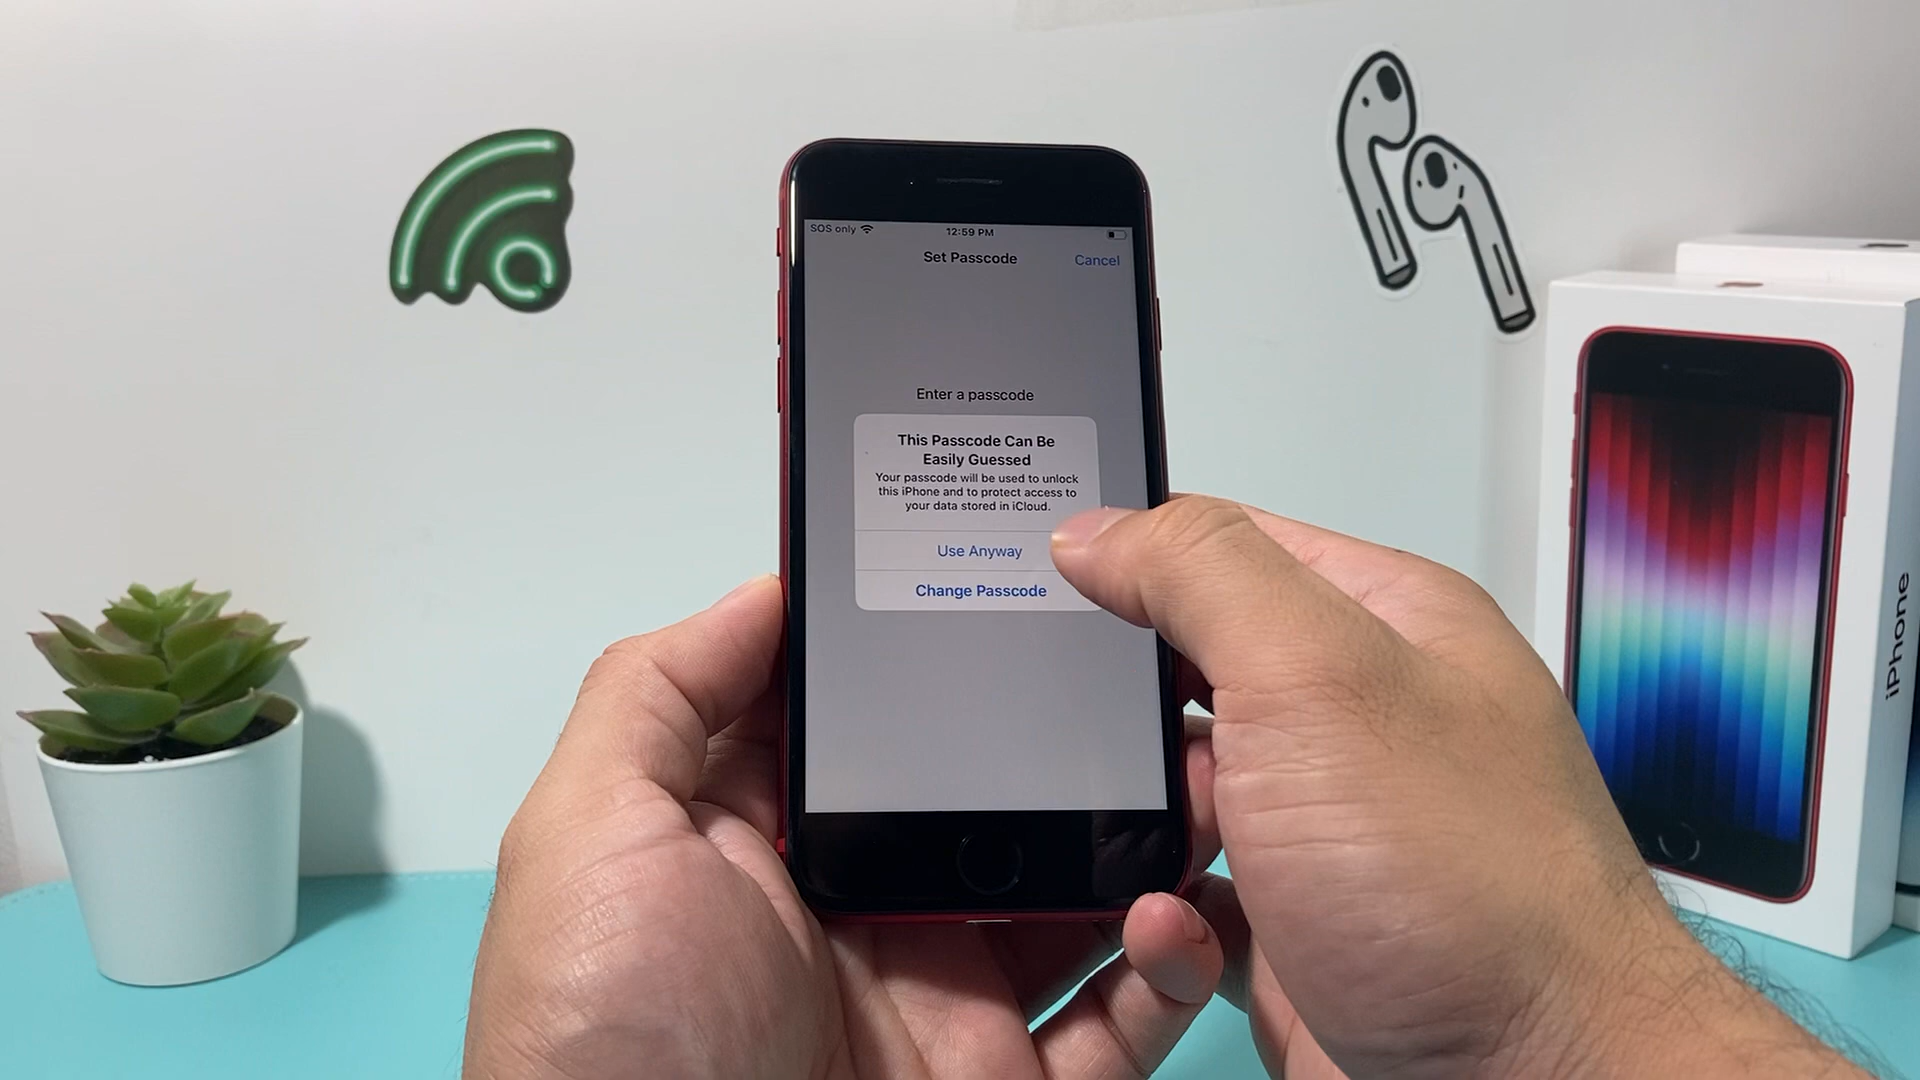 SOS only
12:59 PM
Set Passcode
Cancel
Enter a passcode
This Passcode Can Be
Easily Guessed
Your passcode will be used to unlock
this iPhone and to protect access to
your data stored in iCloud.
Use Anyway
Change Passcode
iPhone